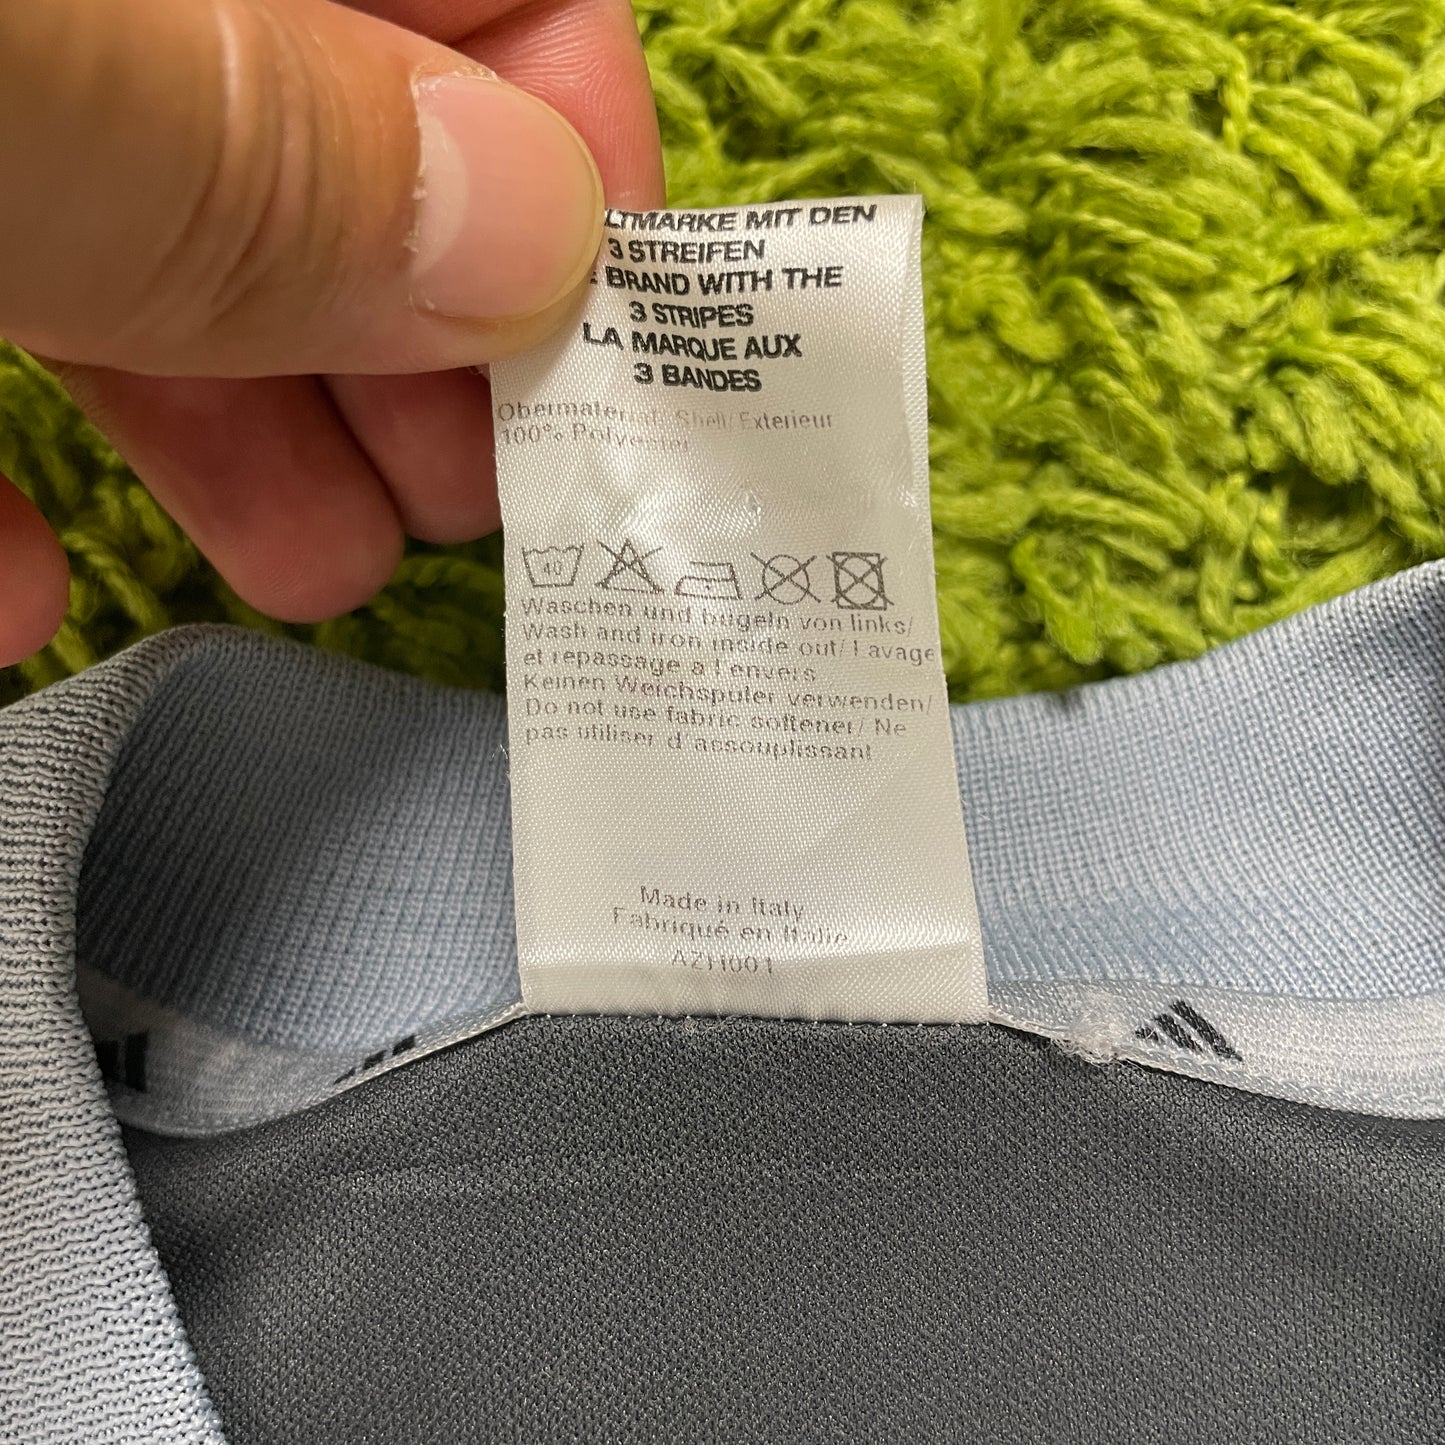 LTMARKE MIT DEN
3 STREIFEN
BRAND WITH THE
3 STRIPES
LA MARQUE AUX
3 BANDES
Obermaterial/ Shell/ Exterieur
100% Polyester
40
Waschen und bügeln von links/
Wash and iron inside out/ Lavage
et repassage a l'envers
Keinen Weichspuler verwenden/
Do not use fabric softener/ Ne
pas utiliser d'assouplissant
Made in Italy
Fabriqué en Italie